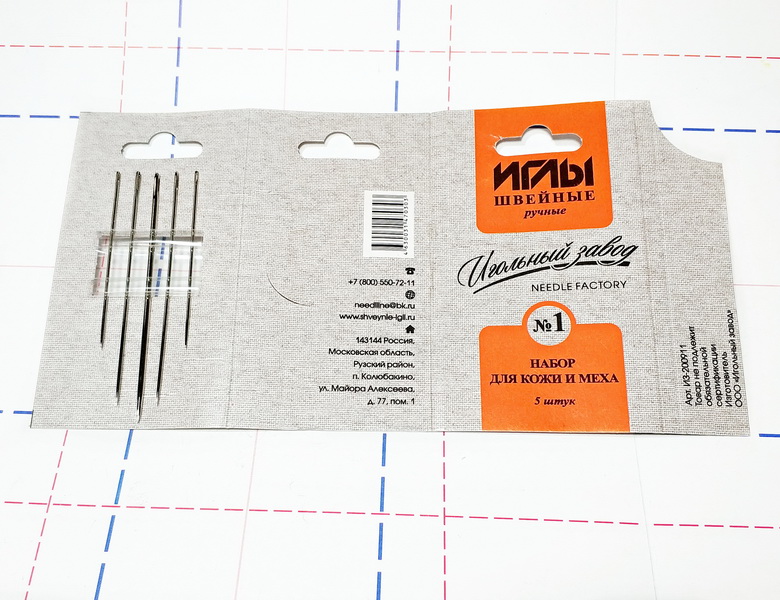 4630031470303
+7 (800) 550-72-11
needlline@bk.ru
www.shveynie-igli.ru
143144 Россия,
Московская область,
Рузский район,
п. Колюбакино,
ул. Майора Алексеева,
д. 77, пом. 1
ИГЛЫ
ШВЕЙНЫЕ
ручные
Игольный завод
NEEDLE FACTORY
№1
НАБОР
ДЛЯ КОЖИ И МЕХА
5 штук
Арт. ИЗ-200911
Товар не подлежит
обязательной
сертификации
Изготовитель
ООО «Игольный завод»